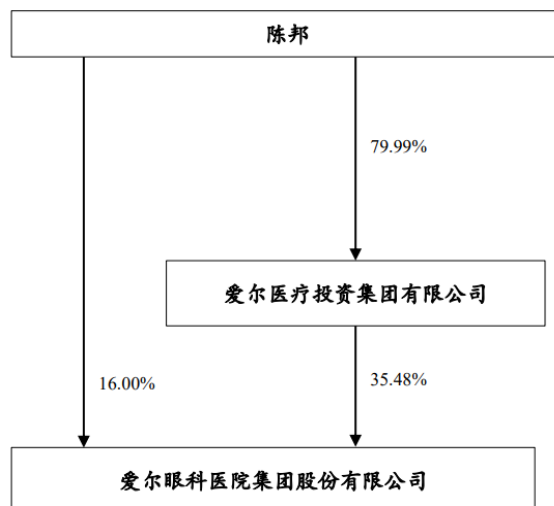 陈邦
79.99%
爱尔医疗投资集团有限公司
16.00%
35.48%
爱尔眼科医院集团股份有限公司